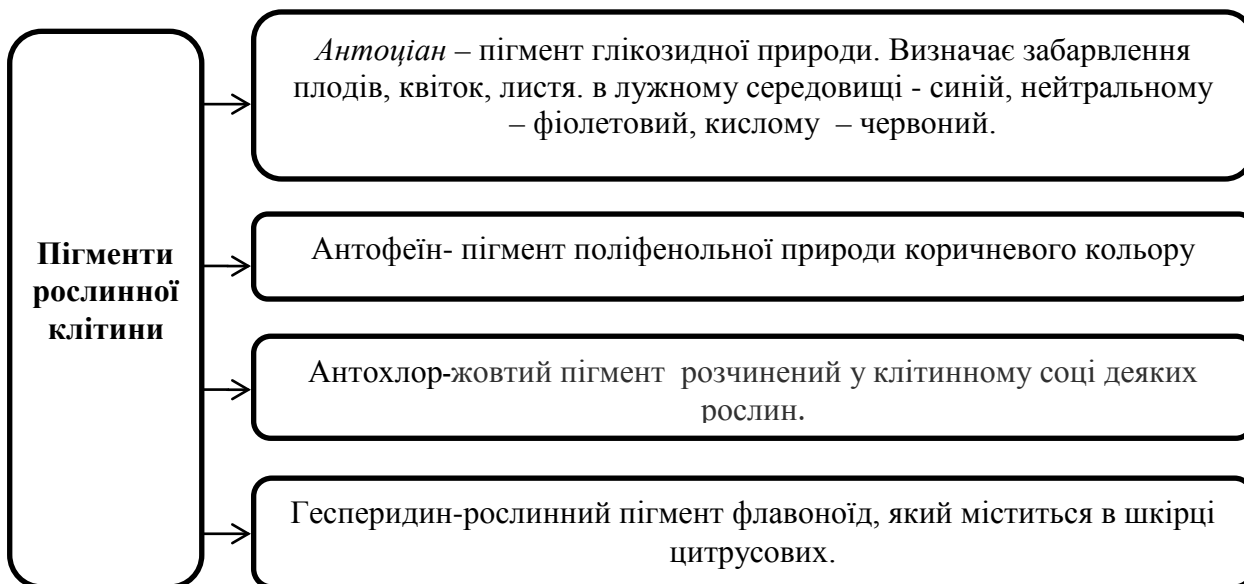 Антоціан – пігмент глікозидної природи. Визначає забарвлення
плодів, квіток, листя. в лужному середовищі - синій, нейтральному
– фіолетовий, кислому – червоний.
Пігменти
рослинної
клітини
Антофеїн- пігмент поліфенольної природи коричневого кольору
Антохлор-жовтий пігмент розчинений у клітинному соці деяких
рослин.
Гесперидин-рослинний пігмент флавоноїд, який міститься в шкірці
цитрусових.